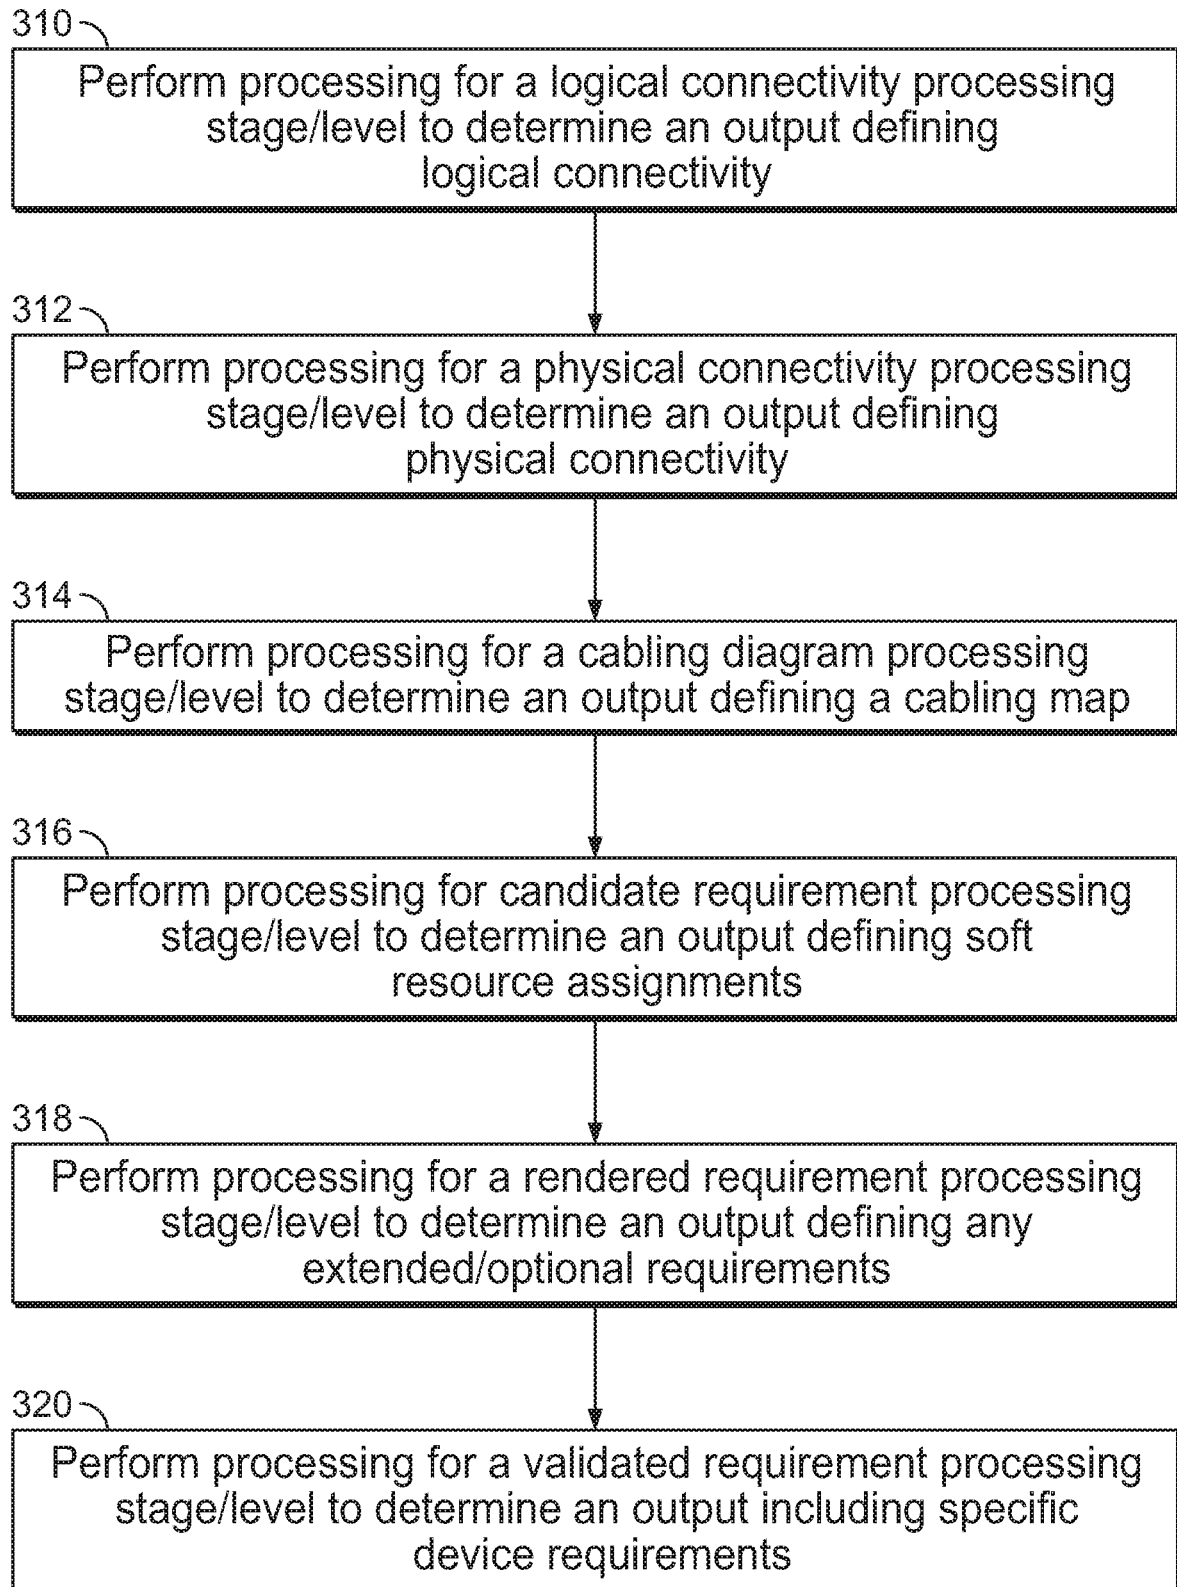 310
Perform processing for a logical connectivity processing
stage/level to determine an output defining
logical connectivity
312
Perform processing for a physical connectivity processing
stage/level to determine an output defining
physical connectivity
314
Perform processing for a cabling diagram processing
stage/level to determine an output defining a cabling map
316
Perform processing for candidate requirement processing
stage/level to determine an output defining soft
resource assignments
318
Perform processing for a rendered requirement processing
stage/level to determine an output defining any
extended/optional requirements
320
Perform processing for a validated requirement processing
stage/level to determine an output including specific
device requirements